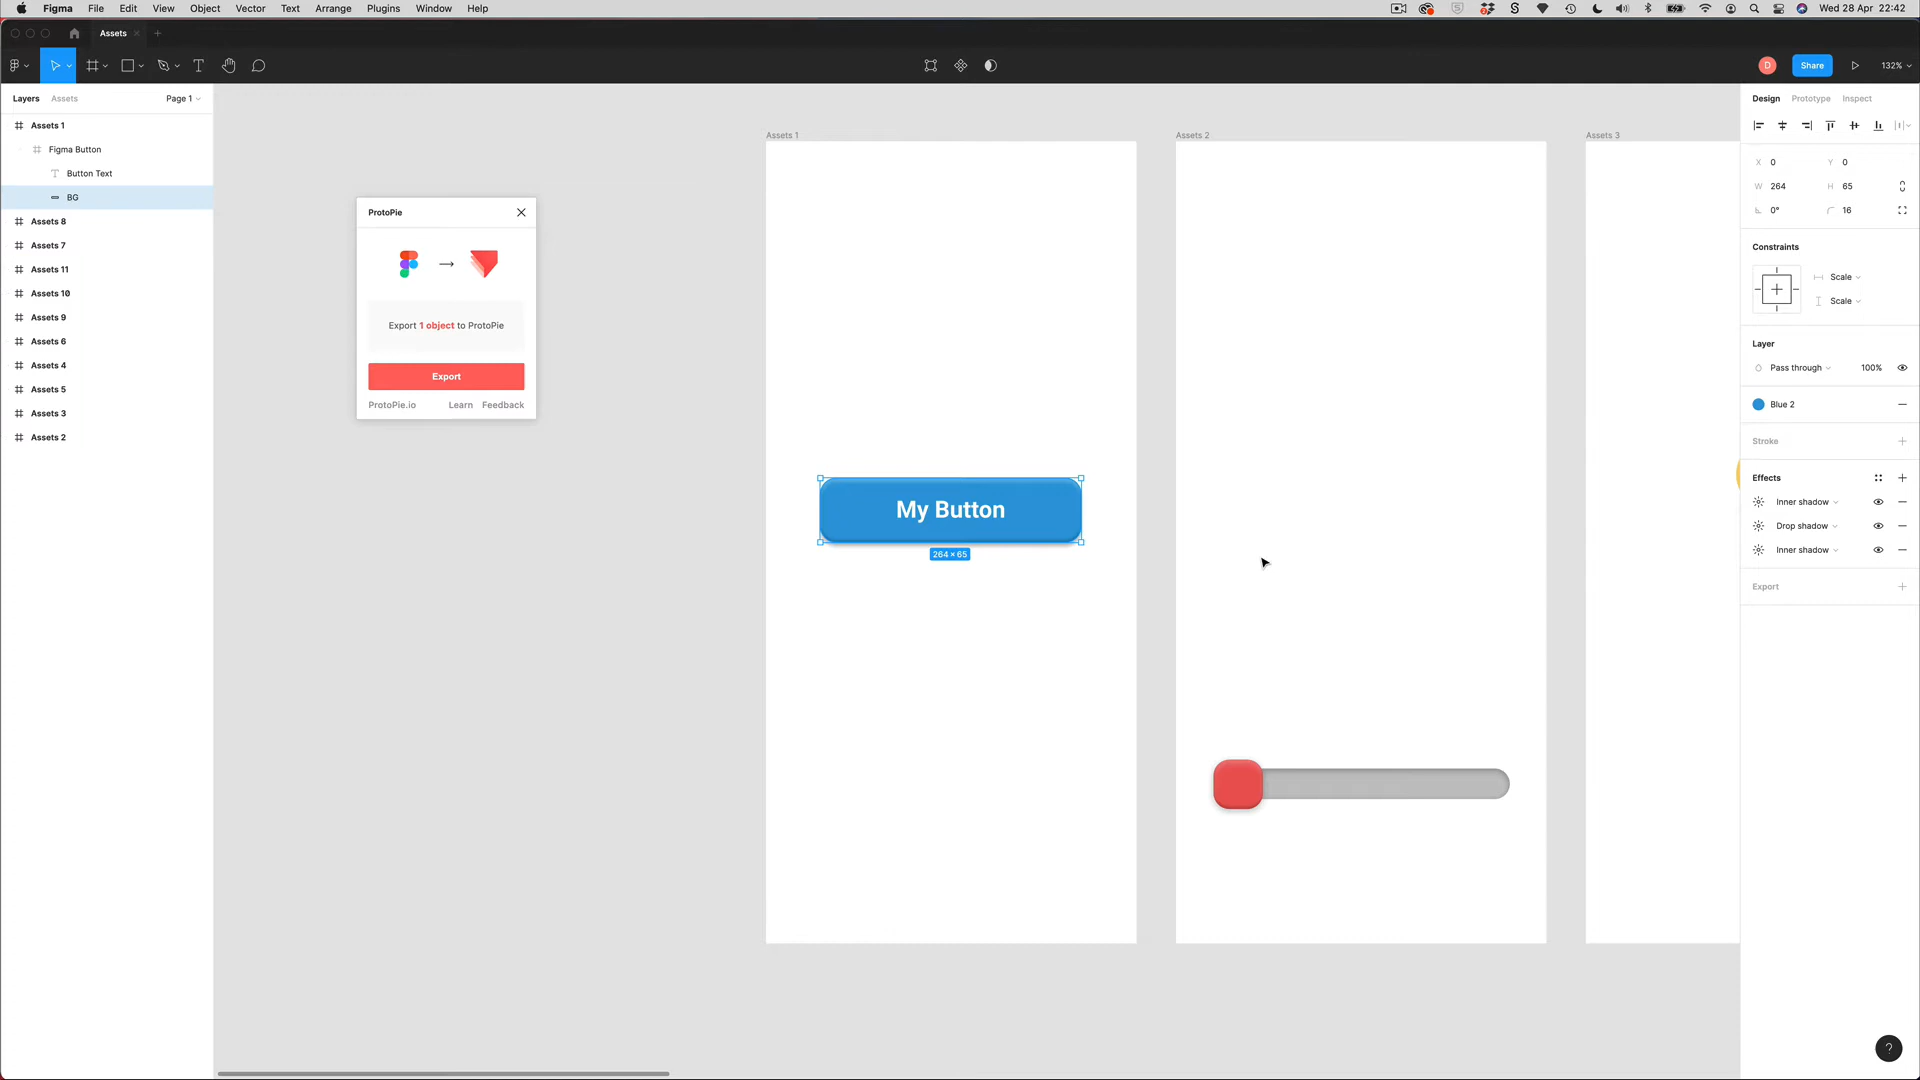 Figma File Edit View Object Vector Text Arrange Plugins Window Help Wed 28 Apr 22:42
Assets
D Share 132%
Layers Assets Page 1
Assets 1
Figma Button
Button Text
BG
Assets 8
Assets 7
Assets 11
Assets 10
Assets 9
Assets 6
Assets 4
Assets 5
Assets 3
Assets 2
ProtoPie
Export 1 object to ProtoPie
Export
ProtoPie.io Learn Feedback
Assets 1 Assets 2 Assets 3
My Button
264 × 65
Design Prototype Inspect
X 0 Y 0
W 264 H 65
0° 16
Constraints
Scale
Scale
Layer
Pass through 100%
Blue 2
Stroke
Effects
Inner shadow
Drop shadow
Inner shadow
Export
?